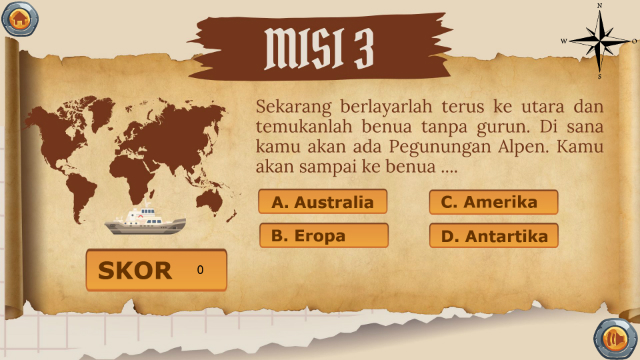 MISI 3
N
W
O
S
Sekarang berlayarlah terus ke utara dan
temukanlah benua tanpa gurun. Di sana
kamu akan ada Pegunungan Alpen. Kamu
akan sampai ke benua ....
A. Australia
C. Amerika
B. Eropa
D. Antartika
SKOR 0